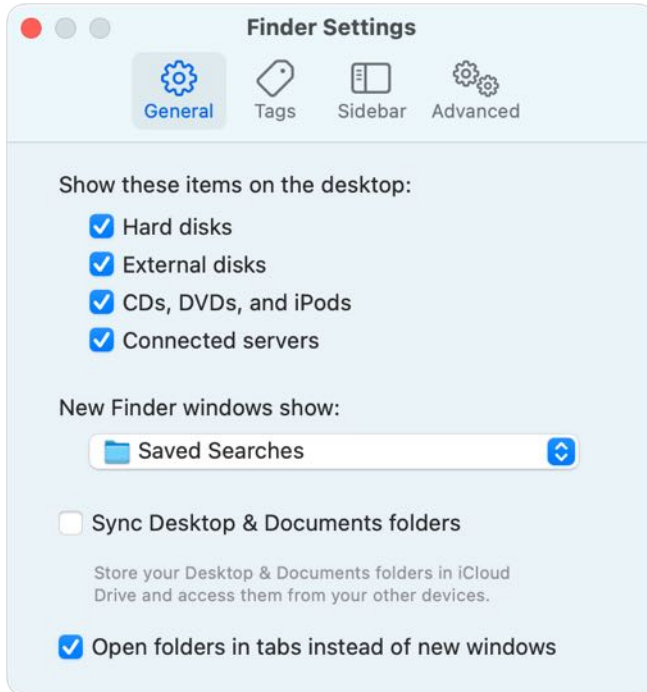 Finder Settings
General Tags Sidebar Advanced
Show these items on the desktop:
Hard disks
External disks
CDs, DVDs, and iPods
Connected servers
New Finder windows show:
Saved Searches
Sync Desktop & Documents folders
Store your Desktop & Documents folders in iCloud
Drive and access them from your other devices.
Open folders in tabs instead of new windows